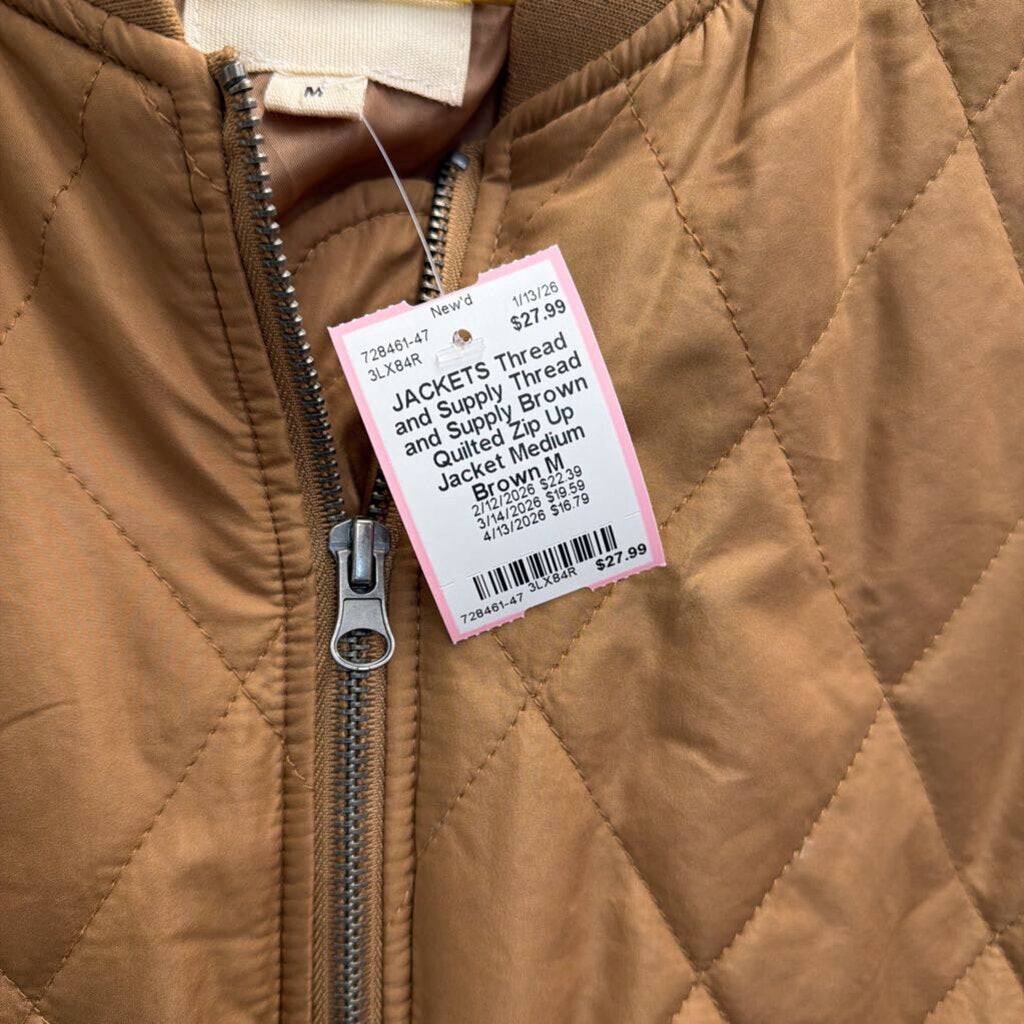 M
New'd
1/13/26
728461-47
$27.99
3LX84R
JACKETS Thread
and Supply Thread
and Supply Brown
Quilted Zip Up
Jacket Medium
Brown M
2/12/2026 $22.39
3/14/2026 $19.59
4/13/2026 $16.79
728461-47 3LX84R $27.99